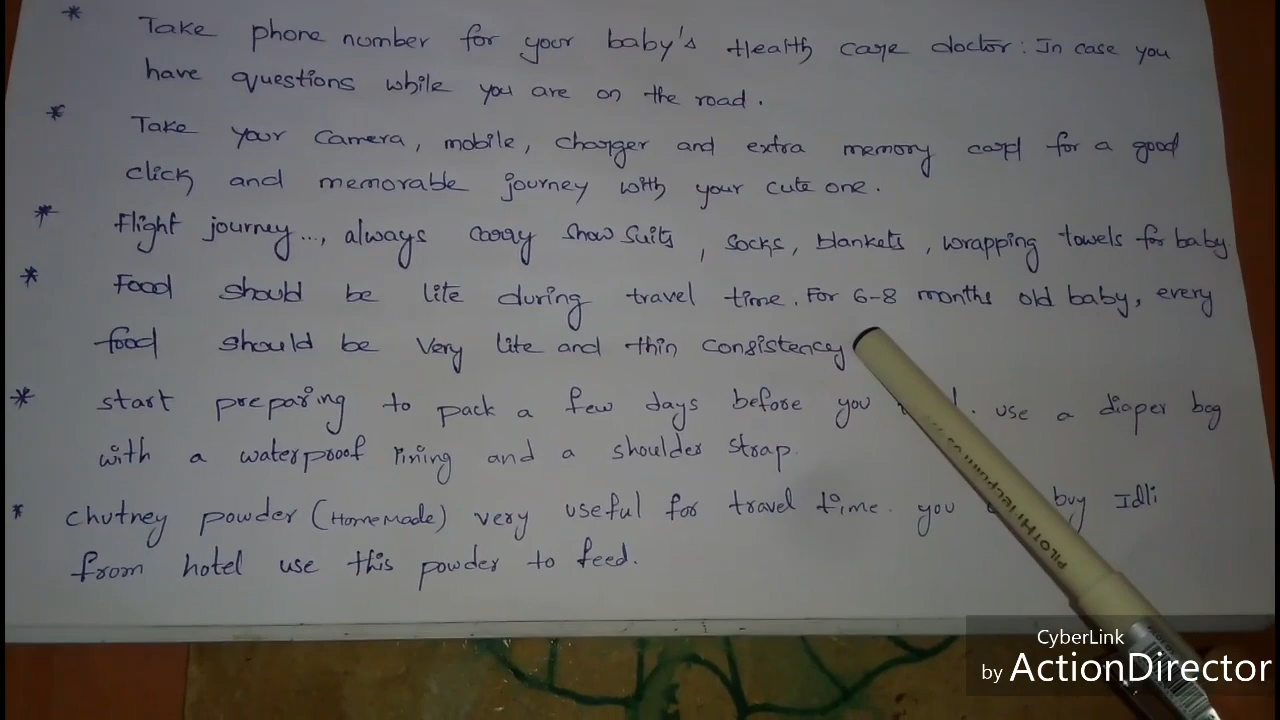 * Take phone number for your baby's Health care doctor: In case you
have questions while you are on the road.
* Take your camera, mobile, charger and extra memory card for a good
click and memorable journey with your cute one.
* Flight journey..., always carry show suits, socks, blankets, wrapping towels for baby
* Food should be lite during travel time. For 6-8 months old baby, every
food should be very lite and thin consistency
* start preparing to pack a few days before you . use a diaper bag
with a waterproof lining and a shoulder strap.
* chutney powder (Homemade) very useful for travel time. you buy Idli
from hotel use this powder to feed.
PILOT HI-TECPOINT
CyberLink
by ActionDirector